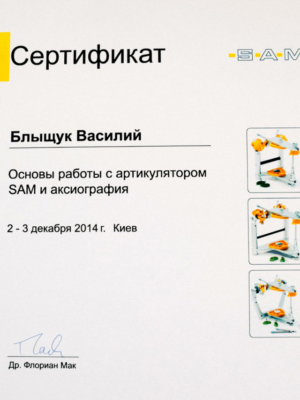 Сертификат
SAM
Блыщук Василий
Основы работы с артикулятором
SAM и аксиография
2 - 3 декабря 2014 г. Киев
Др. Флориан Мак